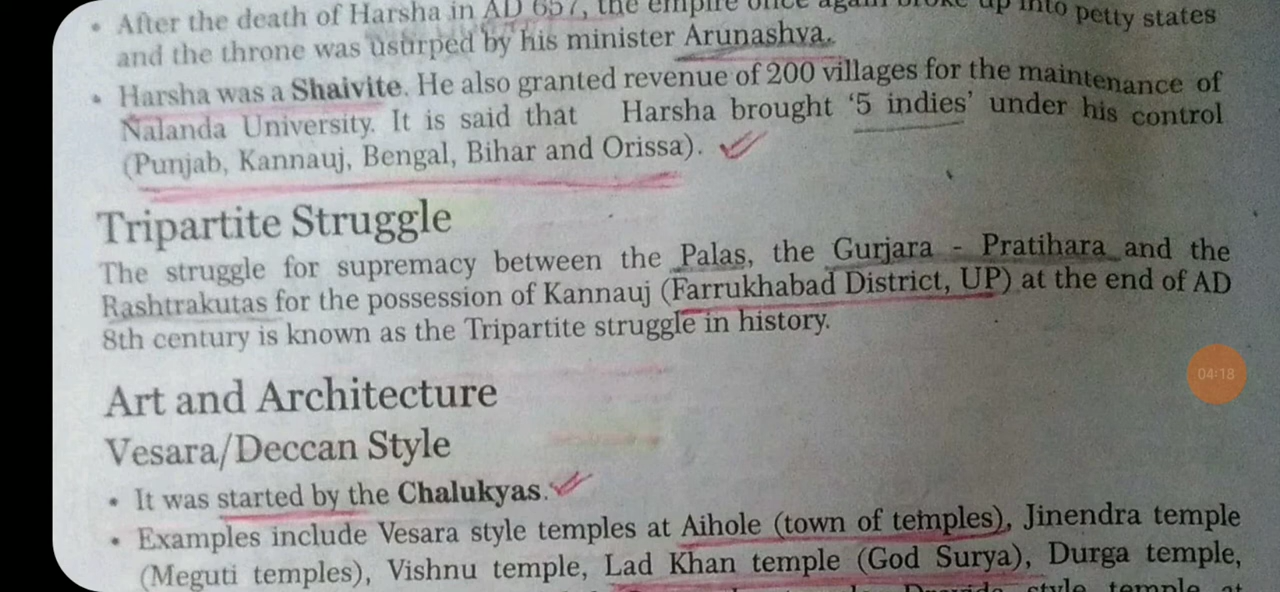 • After the death of Harsha in AD 657, the empire once again broke up into petty states
and the throne was usurped by his minister Arunashva.
• Harsha was a Shaivite. He also granted revenue of 200 villages for the maintenance of
Nalanda University. It is said that Harsha brought '5 indies' under his control
(Punjab, Kannauj, Bengal, Bihar and Orissa).
Tripartite Struggle
The struggle for supremacy between the Palas, the Gurjara - Pratihara and the
Rashtrakutas for the possession of Kannauj (Farrukhabad District, UP) at the end of AD
8th century is known as the Tripartite struggle in history.
04:18
Art and Architecture
Vesara/Deccan Style
• It was started by the Chalukyas.
• Examples include Vesara style temples at Aihole (town of temples), Jinendra temple
(Meguti temples), Vishnu temple, Lad Khan temple (God Surya), Durga temple,
style temple at